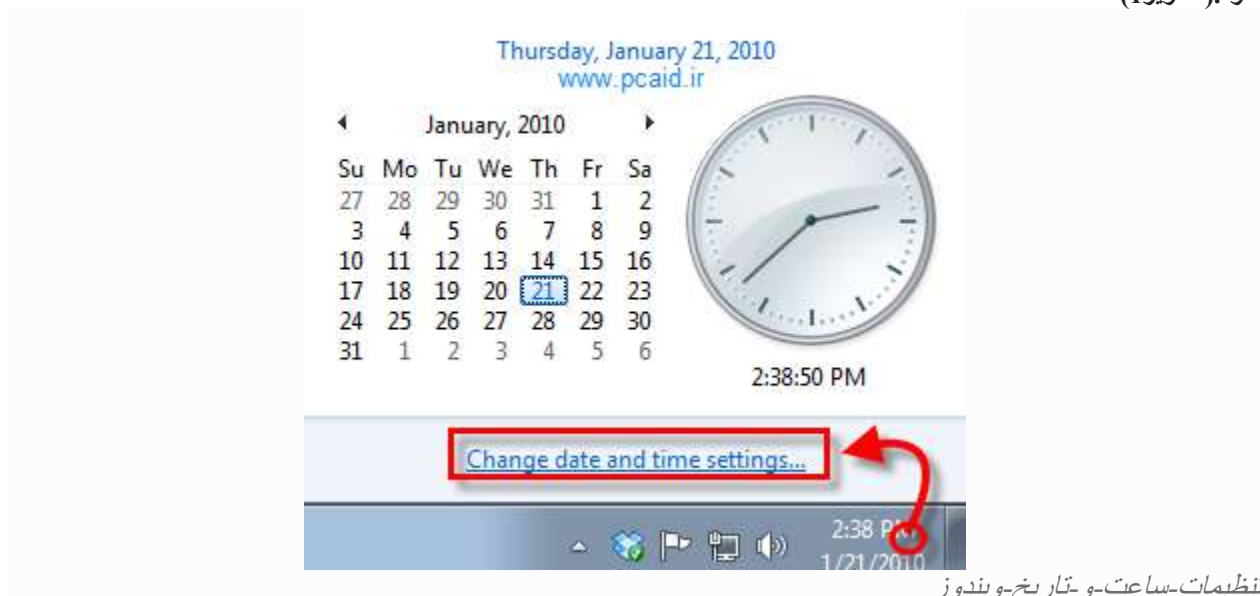 Thursday, January 21, 2010
www.pcaid.ir
January, 2010
Su Mo Tu We Th Fr Sa
27 28 29 30 31 1 2
3 4 5 6 7 8 9
10 11 12 13 14 15 16
17 18 19 20 21 22 23
24 25 26 27 28 29 30
31 1 2 3 4 5 6
2:38:50 PM
Change date and time settings...
2:38 PM
1/21/2010
نظیمات-ساعت-و-تاریخ-ویندوز